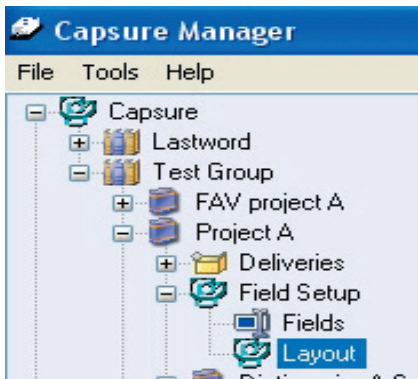 Capsure Manager
File Tools Help
Capsure
Lastword
Test Group
FAV project A
Project A
Deliveries
Field Setup
Fields
Layout